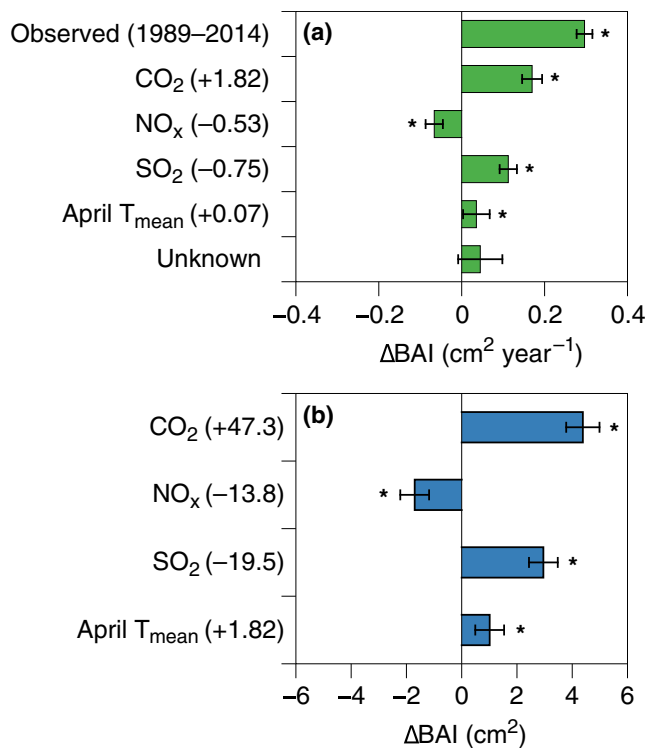 (a)
Observed (1989–2014)
*
CO₂ (+1.82)
*
NOₓ (−0.53)
*
SO₂ (−0.75)
*
April Tmean (+0.07)
*
Unknown
−0.4 −0.2 0 0.2 0.4
ΔBAI (cm² year⁻¹)
(b)
CO₂ (+47.3)
*
NOₓ (−13.8)
*
SO₂ (−19.5)
*
April Tmean (+1.82)
*
−6 −4 −2 0 2 4 6
ΔBAI (cm²)